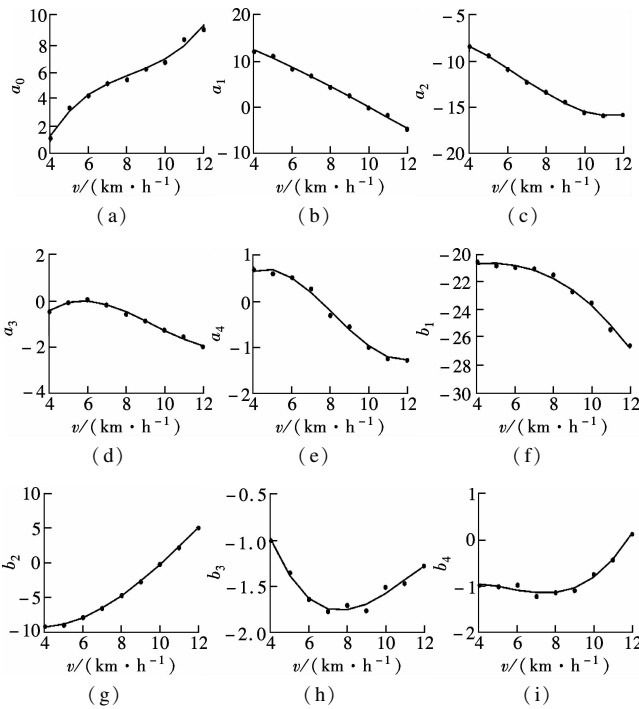 10
8
6
4
2
0
a0
4 6 8 10 12
v/(km·h⁻¹)
(a)
20
10
0
−10
a1
4 6 8 10 12
v/(km·h⁻¹)
(b)
−5
−10
−15
−20
a2
4 6 8 10 12
v/(km·h⁻¹)
(c)
2
0
−2
−4
a3
4 6 8 10 12
v/(km·h⁻¹)
(d)
1
0
−1
−2
a4
4 6 8 10 12
v/(km·h⁻¹)
(e)
−20
−22
−24
−26
−28
−30
b1
4 6 8 10 12
v/(km·h⁻¹)
(f)
10
5
0
−5
−10
b2
4 6 8 10 12
v/(km·h⁻¹)
(g)
−0.5
−1.0
−1.5
−2.0
b3
4 6 8 10 12
v/(km·h⁻¹)
(h)
1
0
−1
−2
b4
4 6 8 10 12
v/(km·h⁻¹)
(i)